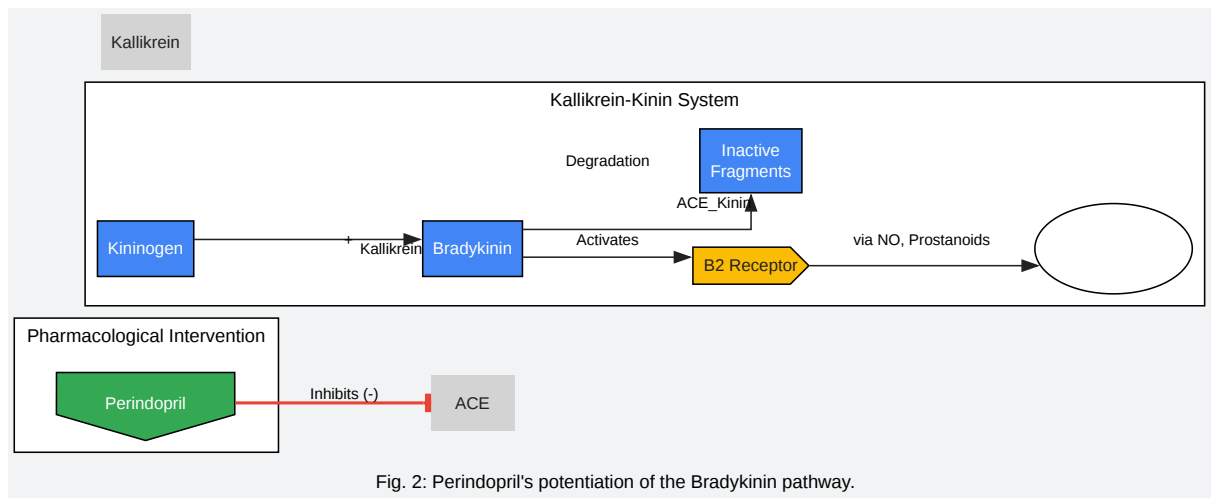 Kallikrein
Kallikrein-Kinin System
Degradation
Inactive
Fragments
ACE_Kinin
Kininogen
+
Kallikrein
Bradykinin
Activates
B2 Receptor
via NO, Prostanoids
Pharmacological Intervention
Perindopril
Inhibits (-)
ACE
Fig. 2: Perindopril's potentiation of the Bradykinin pathway.